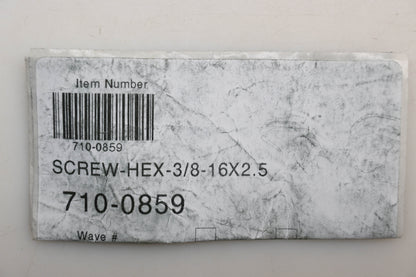 Item Number
710-0859
SCREW-HEX-3/8-16X2.5
710-0859
Wave #